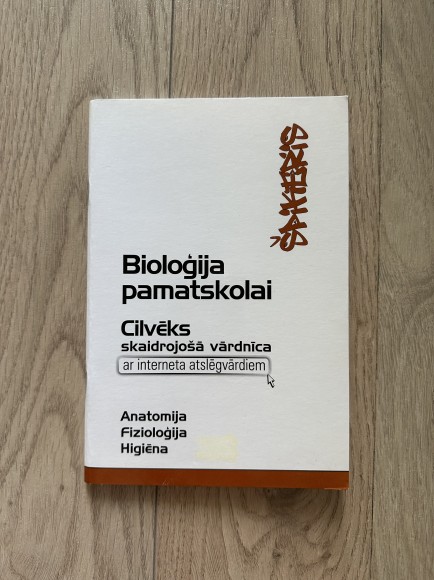 Bioloģija
pamatskolai
Cilvēks
skaidrojošā vārdnīca
ar interneta atslēgvārdiem
Anatomija
Fizioloģija
Higiēna